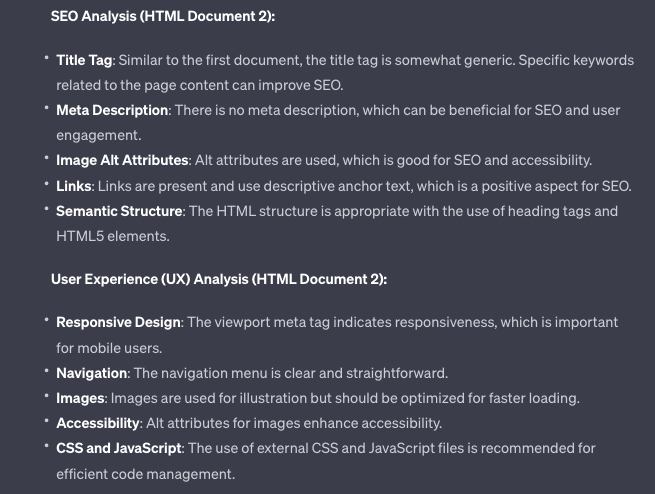 SEO Analysis (HTML Document 2):
• Title Tag: Similar to the first document, the title tag is somewhat generic. Specific keywords
related to the page content can improve SEO.
• Meta Description: There is no meta description, which can be beneficial for SEO and user
engagement.
• Image Alt Attributes: Alt attributes are used, which is good for SEO and accessibility.
• Links: Links are present and use descriptive anchor text, which is a positive aspect for SEO.
• Semantic Structure: The HTML structure is appropriate with the use of heading tags and
HTML5 elements.
User Experience (UX) Analysis (HTML Document 2):
• Responsive Design: The viewport meta tag indicates responsiveness, which is important
for mobile users.
• Navigation: The navigation menu is clear and straightforward.
• Images: Images are used for illustration but should be optimized for faster loading.
• Accessibility: Alt attributes for images enhance accessibility.
• CSS and JavaScript: The use of external CSS and JavaScript files is recommended for
efficient code management.